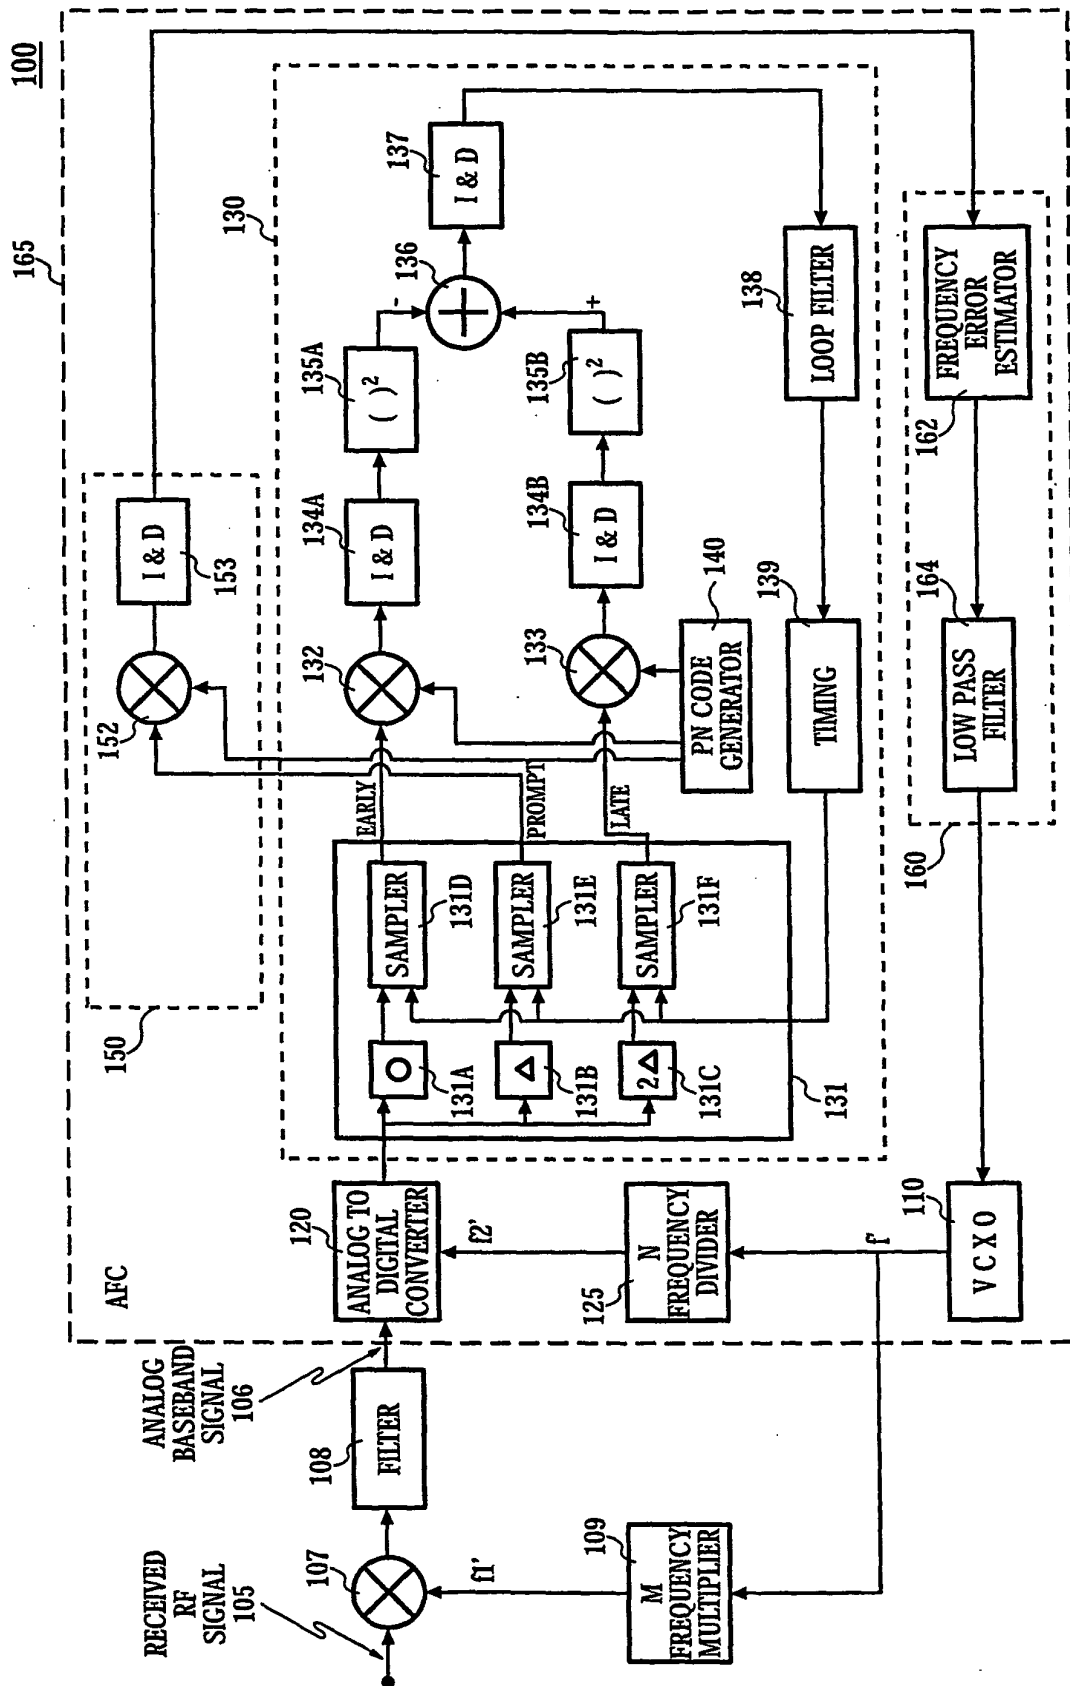 100
165
AFC
RECEIVED
RF
SIGNAL
105
107
FILTER
108
ANALOG
BASEBAND
SIGNAL
106
f1'
M
FREQUENCY
MULTIPLIER
109
ANALOG TO
DIGITAL
CONVERTER
120
f2'
N
FREQUENCY
DIVIDER
125
f'
V C X O
110
130
131
O
131A
Δ
131B
2Δ
131C
SAMPLER
131D
SAMPLER
131E
SAMPLER
131F
EARLY
PROMPT
LATE
150
152
I & D
153
132
I & D
134A
( )²
135A
-
136
+
I & D
137
133
I & D
134B
( )²
135B
PN CODE
GENERATOR
140
LOOP FILTER
138
TIMING
139
160
FREQUENCY
ERROR
ESTIMATOR
162
LOW PASS
FILTER
164